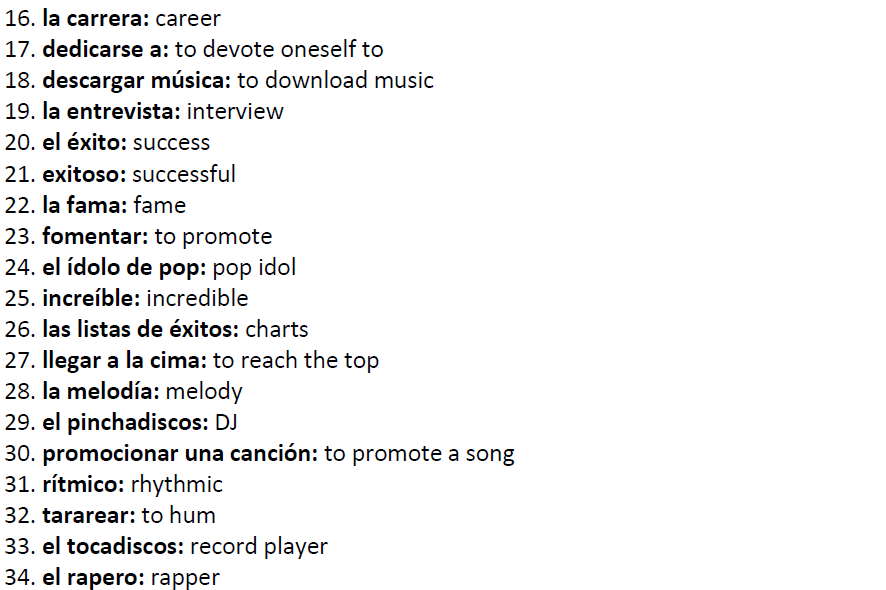 16. la carrera: career
17. dedicarse a: to devote oneself to
18. descargar música: to download music
19. la entrevista: interview
20. el éxito: success
21. exitoso: successful
22. la fama: fame
23. fomentar: to promote
24. el ídolo de pop: pop idol
25. increíble: incredible
26. las listas de éxitos: charts
27. llegar a la cima: to reach the top
28. la melodía: melody
29. el pinchadiscos: DJ
30. promocionar una canción: to promote a song
31. rítmico: rhythmic
32. tararear: to hum
33. el tocadiscos: record player
34. el rapero: rapper